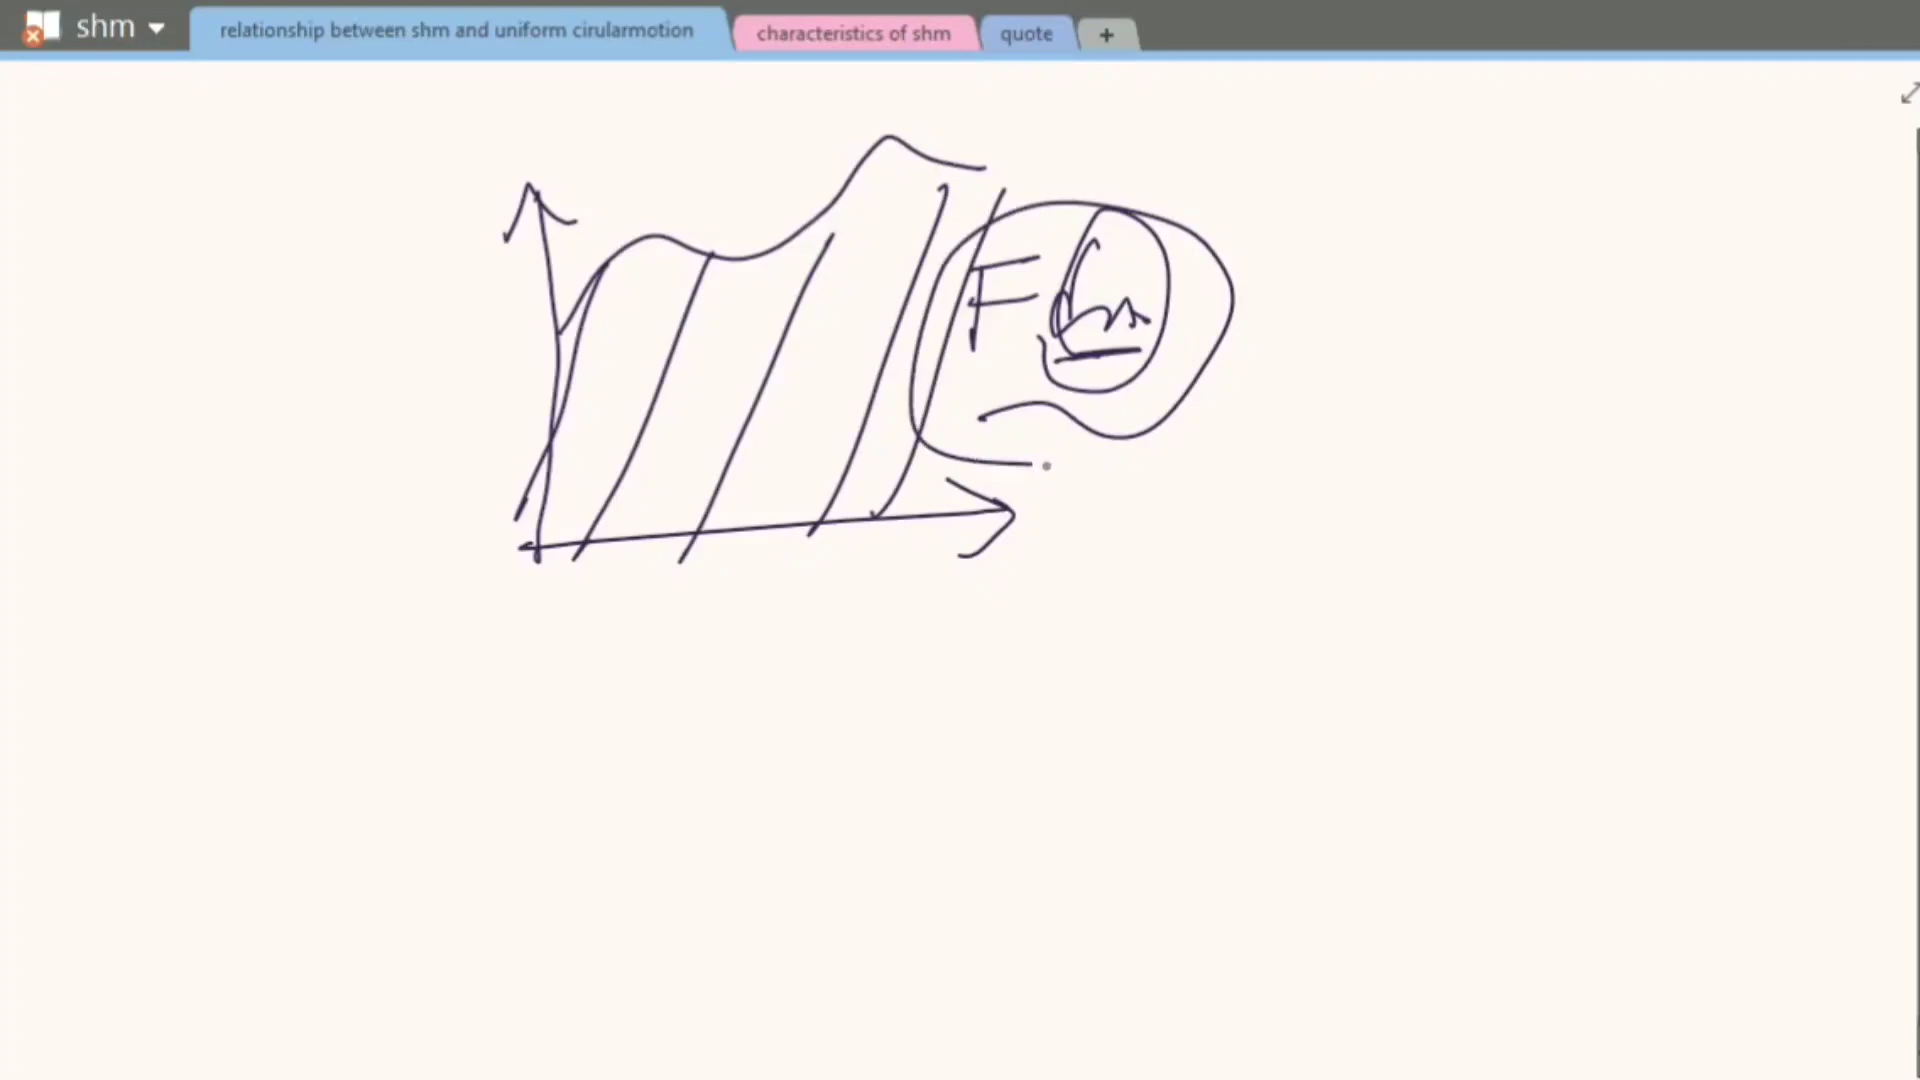 shm
relationship between shm and uniform cirularmotion
characteristics of shm
quote
+
F